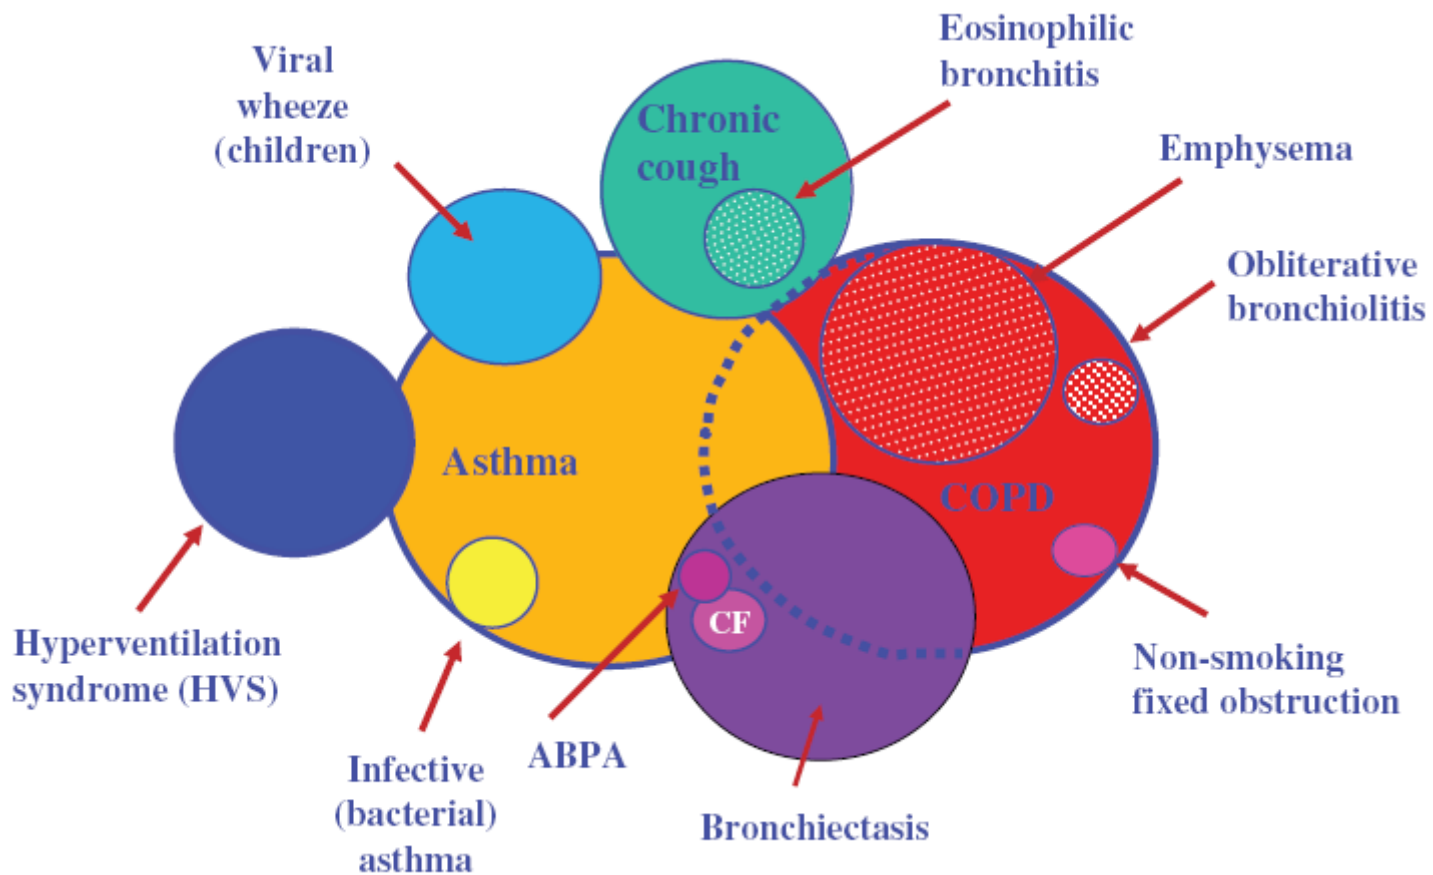 Viral
wheeze
(children)
Chronic
cough
Eosinophilic
bronchitis
Emphysema
Obliterative
bronchiolitis
Asthma
COPD
CF
Hyperventilation
syndrome (HVS)
Infective
(bacterial)
asthma
ABPA
Bronchiectasis
Non-smoking
fixed obstruction